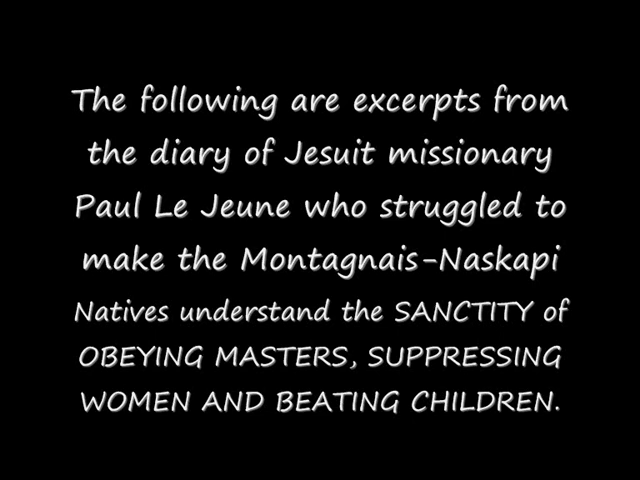 The following are excerpts from
the diary of Jesuit missionary
Paul Le Jeune who struggled to
make the Montagnais-Naskapi
Natives understand the SANCTITY of
OBEYING MASTERS, SUPPRESSING
WOMEN AND BEATING CHILDREN.